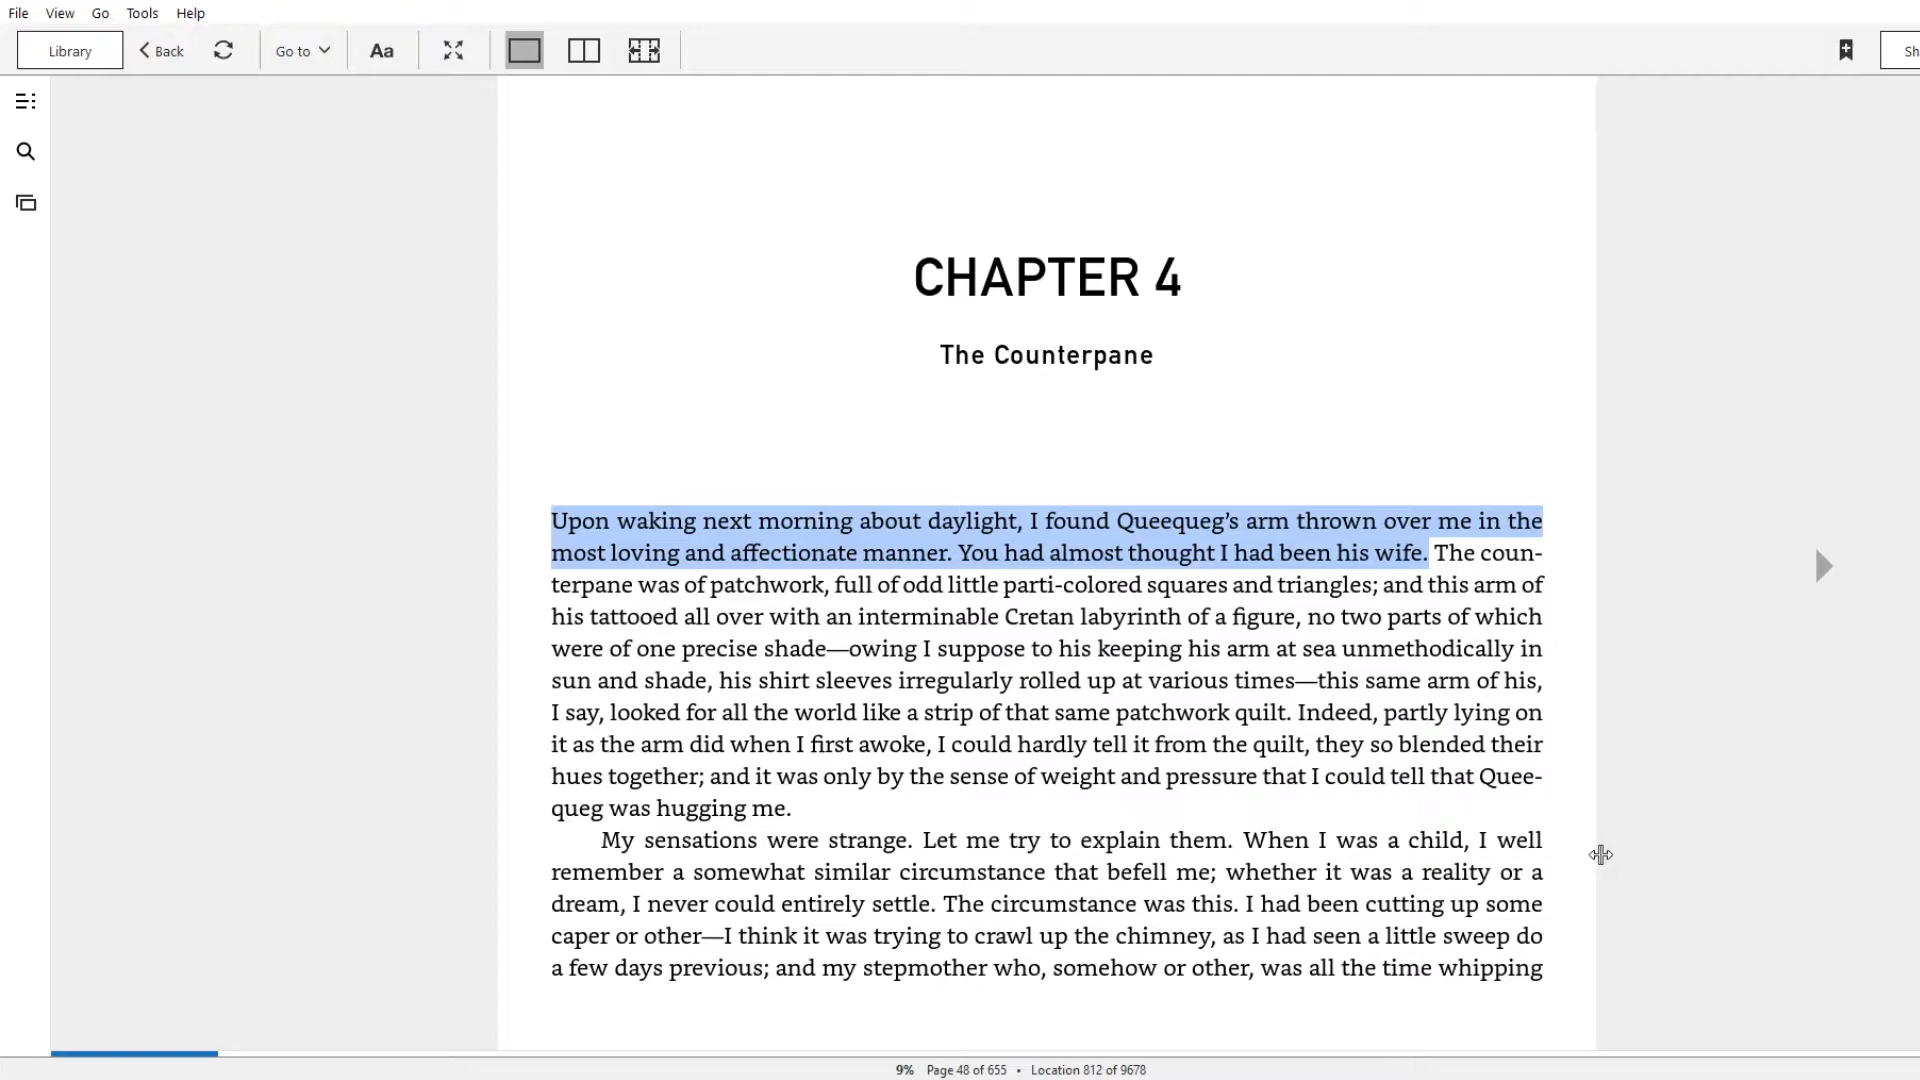 File View Go Tools Help
Library Back Go to Aa Sh
CHAPTER 4
The Counterpane
Upon waking next morning about daylight, I found Queequeg’s arm thrown over me in the
most loving and affectionate manner. You had almost thought I had been his wife. The coun-
terpane was of patchwork, full of odd little parti-colored squares and triangles; and this arm of
his tattooed all over with an interminable Cretan labyrinth of a figure, no two parts of which
were of one precise shade—owing I suppose to his keeping his arm at sea unmethodically in
sun and shade, his shirt sleeves irregularly rolled up at various times—this same arm of his,
I say, looked for all the world like a strip of that same patchwork quilt. Indeed, partly lying on
it as the arm did when I first awoke, I could hardly tell it from the quilt, they so blended their
hues together; and it was only by the sense of weight and pressure that I could tell that Quee-
queg was hugging me.
My sensations were strange. Let me try to explain them. When I was a child, I well
remember a somewhat similar circumstance that befell me; whether it was a reality or a
dream, I never could entirely settle. The circumstance was this. I had been cutting up some
caper or other—I think it was trying to crawl up the chimney, as I had seen a little sweep do
a few days previous; and my stepmother who, somehow or other, was all the time whipping
9% Page 48 of 655 • Location 812 of 9678